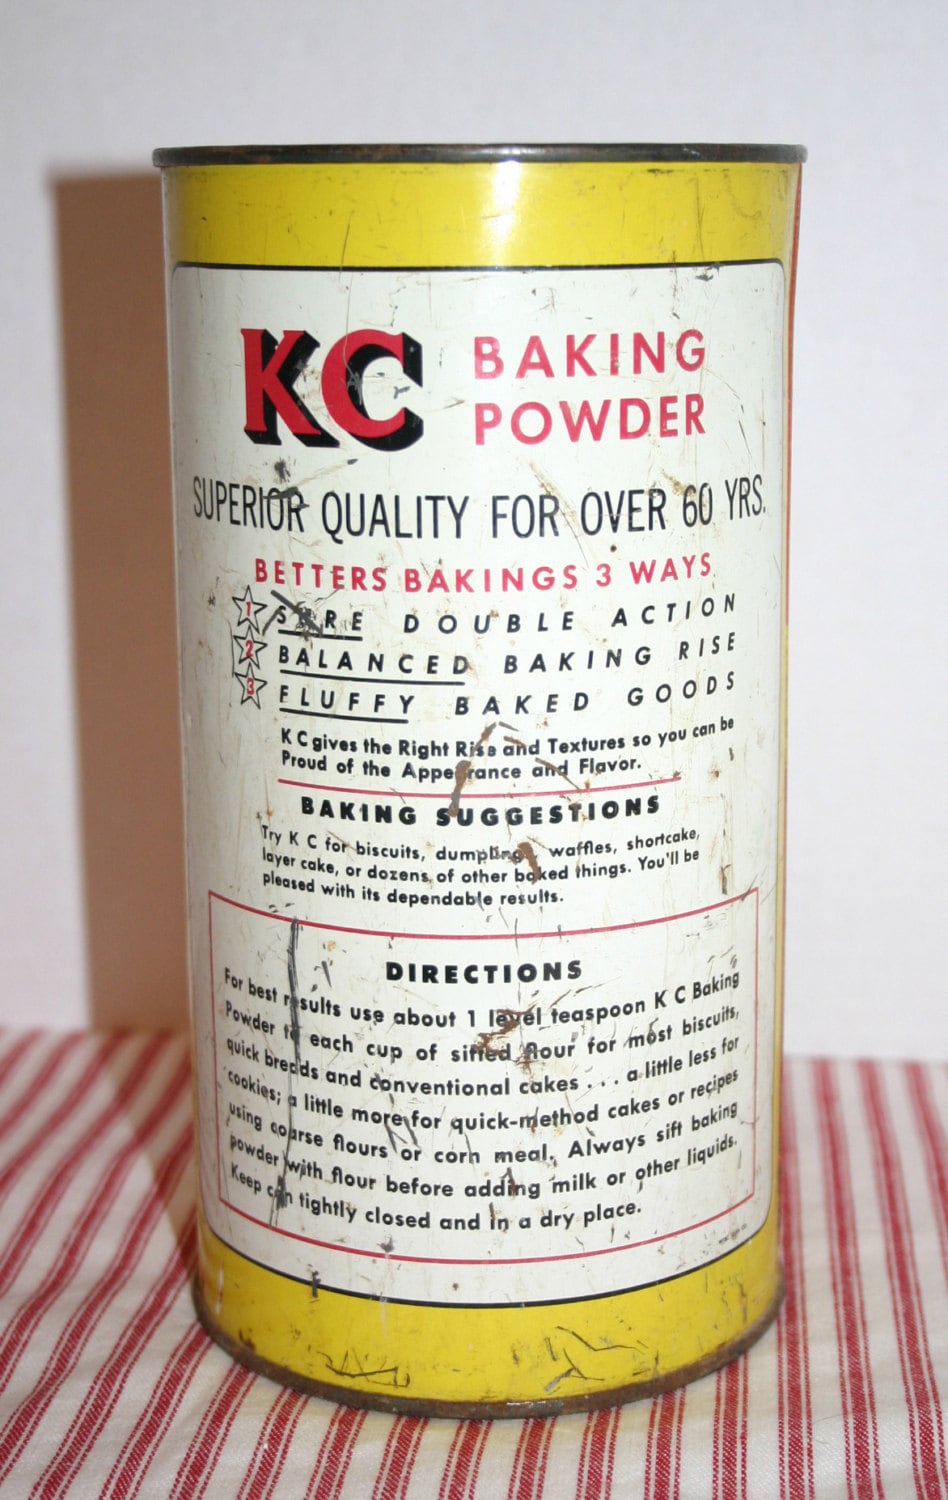 KC BAKING
POWDER
SUPERIOR QUALITY FOR OVER 60 YRS.
BETTERS BAKINGS 3 WAYS
1 SURE DOUBLE ACTION
2 BALANCED BAKING RISE
3 FLUFFY BAKED GOODS
K C gives the Right Rise and Textures so you can be
Proud of the Appearance and Flavor.
BAKING SUGGESTIONS
Try K C for biscuits, dumplings, waffles, shortcake,
layer cake, or dozens of other baked things. You'll be
pleased with its dependable results.
DIRECTIONS
For best results use about 1 level teaspoon K C Baking
Powder to each cup of sifted flour for most biscuits,
quick breads and conventional cakes . . . a little less for
cookies; a little more for quick-method cakes or recipes
using coarse flours or corn meal. Always sift baking
powder with flour before adding milk or other liquids.
Keep can tightly closed and in a dry place.